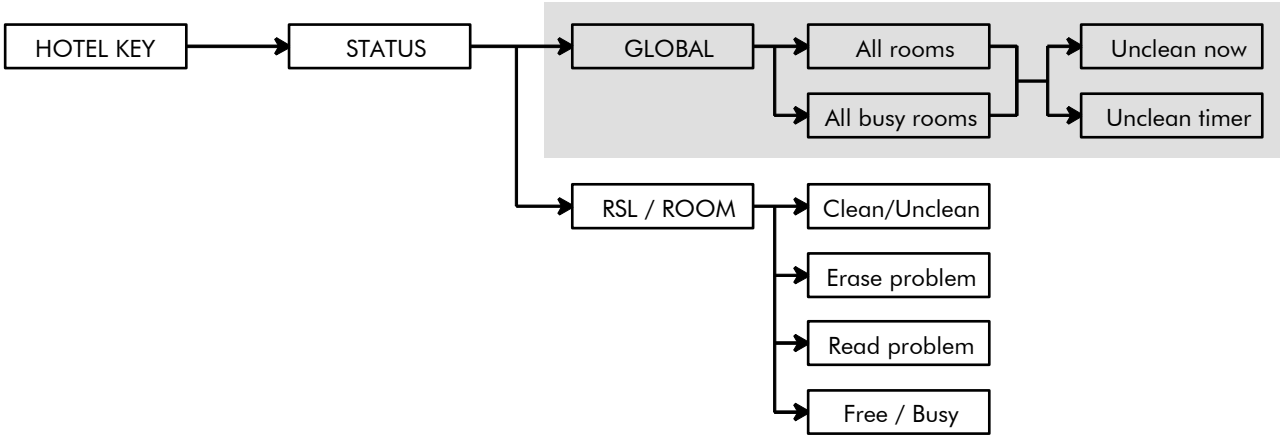 HOTEL KEY
STATUS
GLOBAL
All rooms
Unclean now
All busy rooms
Unclean timer
RSL / ROOM
Clean/Unclean
Erase problem
Read problem
Free / Busy